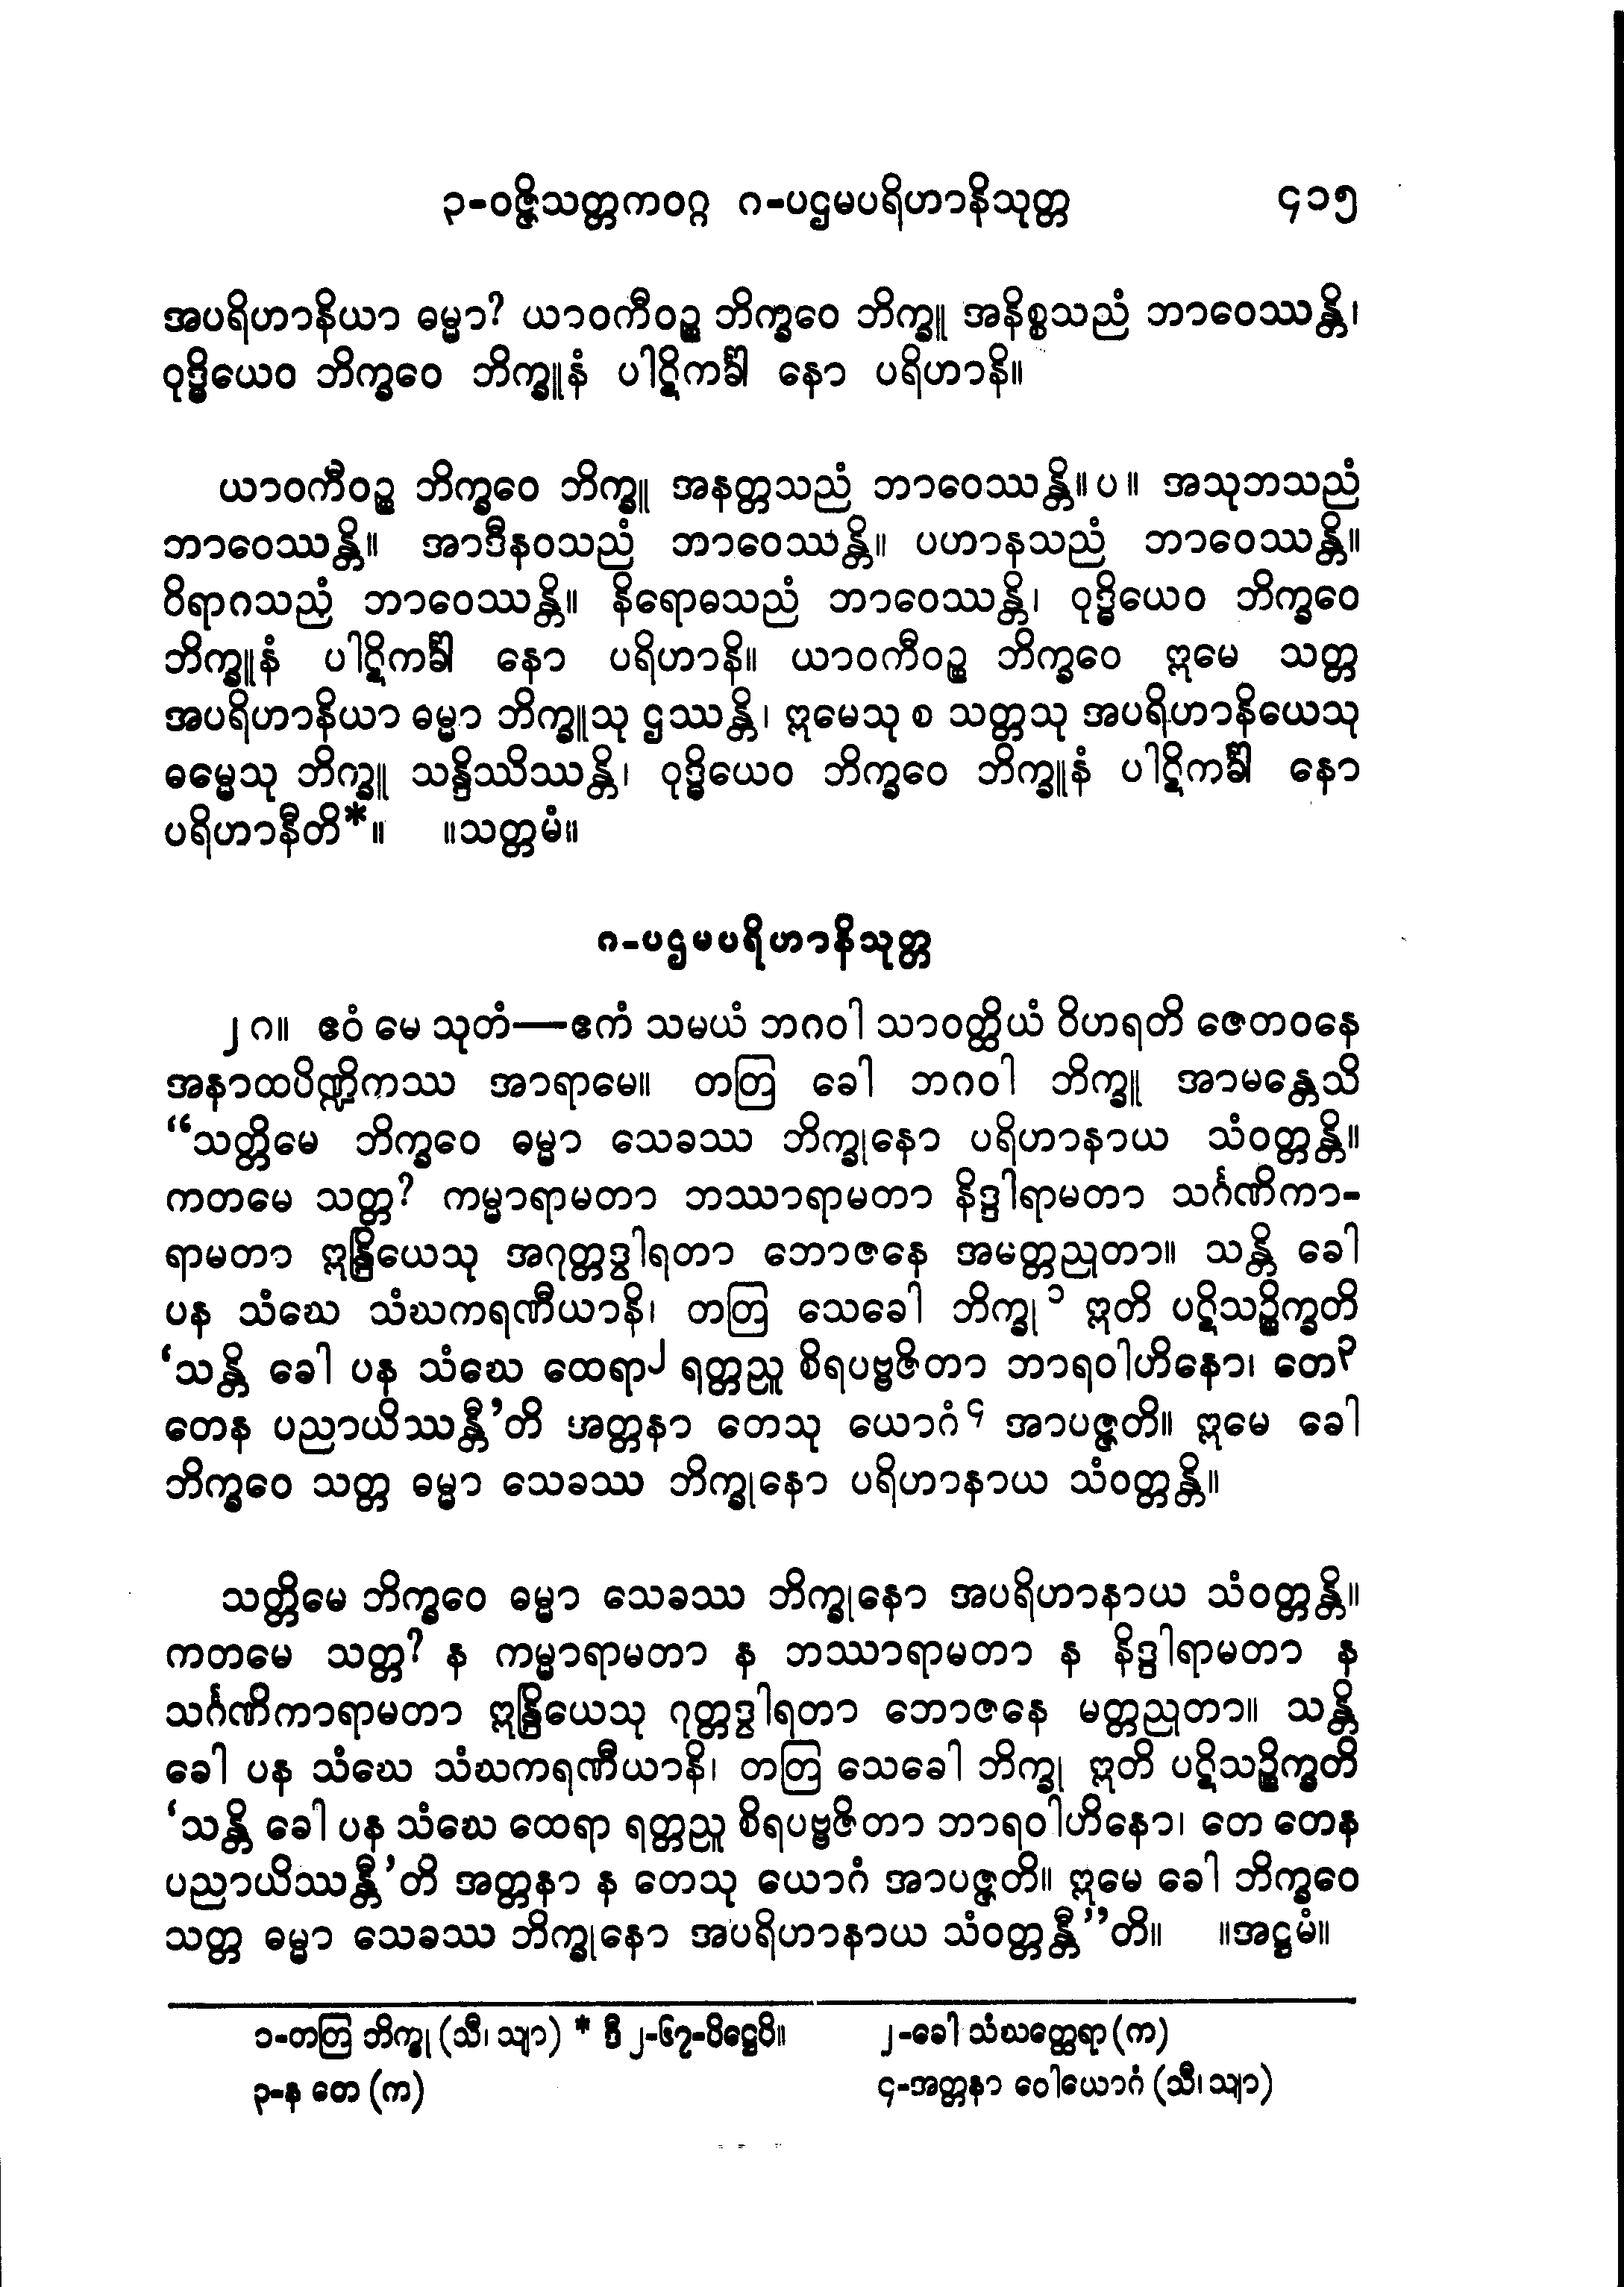 ၃-ဝဇ္ဇိသတ္တကဝဂ္ဂ ဂ-ပဌမပရိဟာနိသုတ္တ ၄၁၅
အပရိဟာနိယာ ဓမ္မာ? ယာဝကီဝဉ္စ ဘိက္ခဝေ ဘိက္ခူ အနိစ္စသညံ ဘာဝေဿန္တိ၊
ဝုဒ္ဓိယေဝ ဘိက္ခဝေ ဘိက္ခူနံ ပါဋိကင်္ခါ နော ပရိဟာနိ။
ယာဝကီဝဉ္စ ဘိက္ခဝေ ဘိက္ခူ အနတ္တသညံ ဘာဝေဿန္တိ။ ပ ။ အသုဘသညံ
ဘာဝေဿန္တိ။ အာဒီနဝသညံ ဘာဝေဿန္တိ။ ပဟာနသညံ ဘာဝေဿန္တိ။
ဝိရာဂသညံ ဘာဝေဿန္တိ။ နိရောဓသညံ ဘာဝေဿန္တိ၊ ဝုဒ္ဓိယေဝ ဘိက္ခဝေ
ဘိက္ခူနံ ပါဋိကင်္ခါ နော ပရိဟာနိ။ ယာဝကီဝဉ္စ ဘိက္ခဝေ ဣမေ သတ္တ
အပရိဟာနိယာ ဓမ္မာ ဘိက္ခူသု ဌဿန္တိ၊ ဣမေသု စ သတ္တသု အပရိဟာနိယေသု
ဓမ္မေသု ဘိက္ခူ သန္ဒိဿိဿန္တိ၊ ဝုဒ္ဓိယေဝ ဘိက္ခဝေ ဘိက္ခူနံ ပါဋိကင်္ခါ နော
ပရိဟာနီတိ*။ ။သတ္တမံ။
ဂ-ပဌမပရိဟာနိသုတ္တ
၂ဂ။ ဧဝံ မေ သုတံ—ဧကံ သမယံ ဘဂဝါ သာဝတ္ထိယံ ဝိဟရတိ ဇေတဝနေ
အနာထပိဏ္ဍိကဿ အာရာမေ။ တတြ ခေါ ဘဂဝါ ဘိက္ခူ အာမန္တေသိ
“သတ္တိမေ ဘိက္ခဝေ ဓမ္မာ သေခဿ ဘိက္ခုနော ပရိဟာနာယ သံဝတ္တန္တိ။
ကတမေ သတ္တ? ကမ္မာရာမတာ ဘဿာရာမတာ နိဒ္ဒါရာမတာ သင်္ဂဏိကာ-
ရာမတာ ဣန္ဒြိယေသု အဂုတ္တဒွါရတာ ဘောဇနေ အမတ္တညုတာ။ သန္တိ ခေါ
ပန သံဃေ သံဃကရဏီယာနိ၊ တတြ သေခေါ ဘိက္ခု ၁ ဣတိ ပဋိသဉ္စိက္ခတိ
‘သန္တိ ခေါ ပန သံဃေ ထေရာ၂ ရတ္တညူ စိရပဗ္ဗဇိတာ ဘာရဝါဟိနော၊ တေ၃
တေန ပညာယိဿန္တီ’တိ အတ္တနာ တေသု ယောဂံ၄ အာပဇ္ဇတိ။ ဣမေ ခေါ
ဘိက္ခဝေ သတ္တ ဓမ္မာ သေခဿ ဘိက္ခုနော ပရိဟာနာယ သံဝတ္တန္တိ။
သတ္တိမေ ဘိက္ခဝေ ဓမ္မာ သေခဿ ဘိက္ခုနော အပရိဟာနာယ သံဝတ္တန္တိ။
ကတမေ သတ္တ? န ကမ္မာရာမတာ န ဘဿာရာမတာ န နိဒ္ဒါရာမတာ န
သင်္ဂဏိကာရာမတာ ဣန္ဒြိယေသု ဂုတ္တဒွါရတာ ဘောဇနေ မတ္တညုတာ။ သန္တိ
ခေါ ပန သံဃေ သံဃကရဏီယာနိ၊ တတြ သေခေါ ဘိက္ခု ဣတိ ပဋိသဉ္စိက္ခတိ
‘သန္တိ ခေါ ပန သံဃေ ထေရာ ရတ္တညူ စိရပဗ္ဗဇိတာ ဘာရဝါဟိနော၊ တေ တေန
ပညာယိဿန္တီ’တိ အတ္တနာ န တေသု ယောဂံ အာပဇ္ဇတိ။ ဣမေ ခေါ ဘိက္ခဝေ
သတ္တ ဓမ္မာ သေခဿ ဘိက္ခုနော အပရိဟာနာယ သံဝတ္တန္တီ”တိ။ ။အဋ္ဌမံ။
၁-တတြ ဘိက္ခု (သီ၊ သျာ) * ဒီ ၂-၆၇-ပိဋ္ဌေပိ။ ၂-ခေါ သံဃတ္ထေရာ (က)
၃-န တေ (က) ၄-အတ္တနာ ဝေါယောဂံ (သီ၊ သျာ)